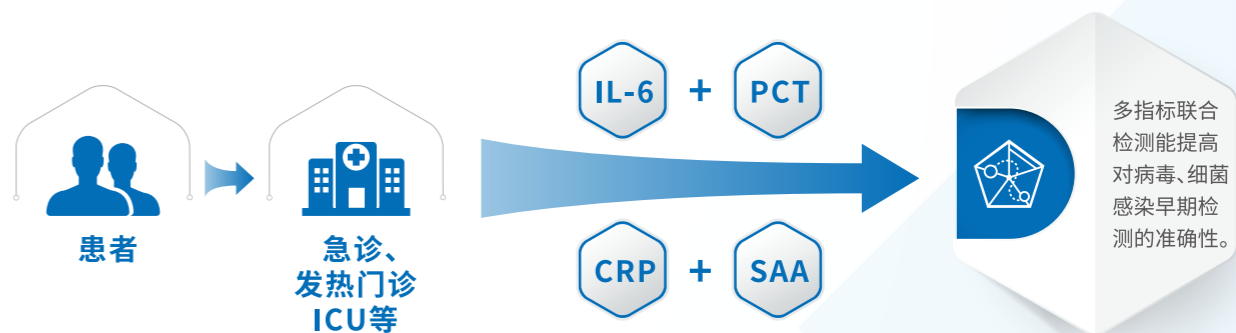 患者
急诊、
发热门诊
ICU等
IL-6 + PCT
CRP + SAA
多指标联合
检测能提高
对病毒、细菌
感染早期检
测的准确性。